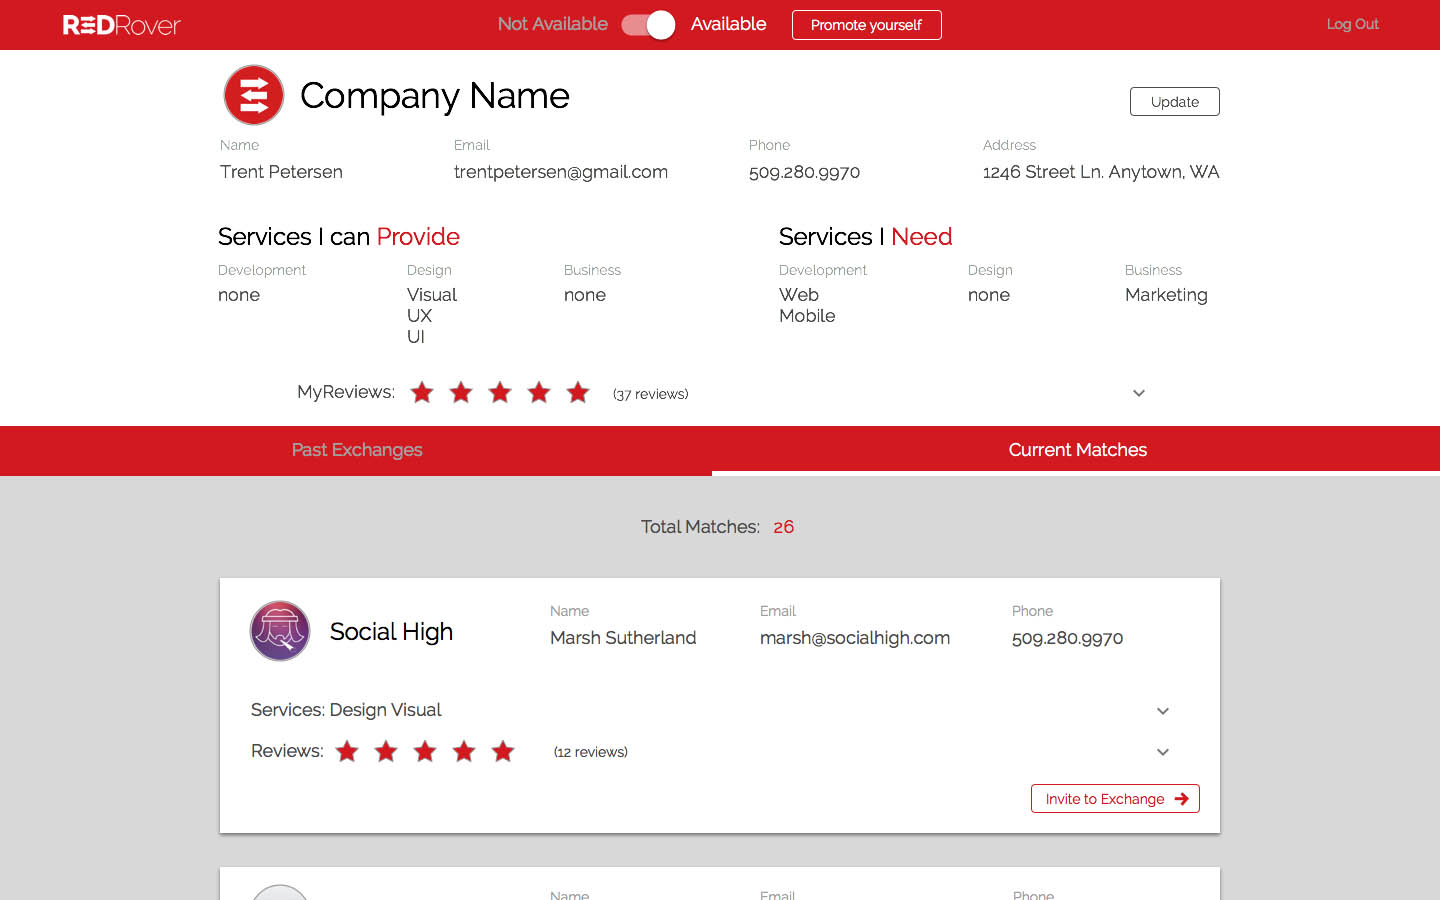 REDRover
Not Available
Available
Promote yourself
Log Out
Company Name
Update
Name
Email
Phone
Address
Trent Petersen
trentpetersen@gmail.com
509.280.9970
1246 Street Ln. Anytown, WA
Services I can Provide
Services I Need
Development
Design
Business
Development
Design
Business
none
Visual
none
Web
none
Marketing
UX
Mobile
UI
MyReviews:
(37 reviews)
Past Exchanges
Current Matches
Total Matches: 26
Social High
Name
Email
Phone
Marsh Sutherland
marsh@socialhigh.com
509.280.9970
Services: Design Visual
Reviews:
(12 reviews)
Invite to Exchange
Name
Email
Phone